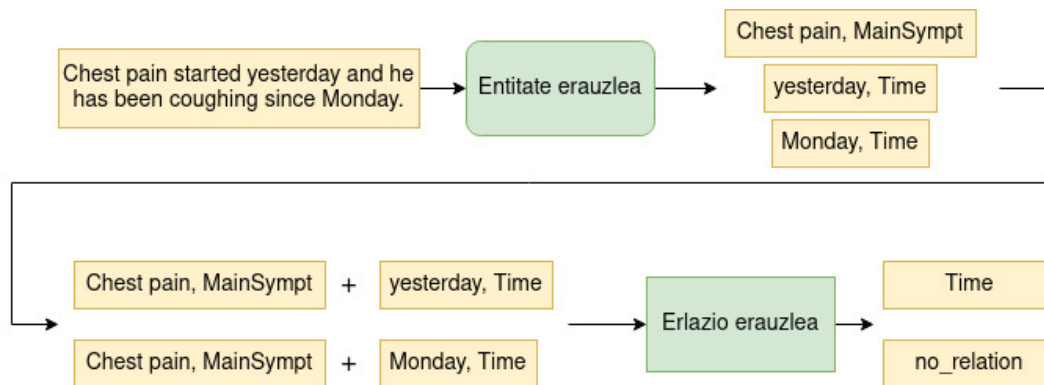 Chest pain started yesterday and he
has been coughing since Monday.
Entitate erauzlea
Chest pain, MainSympt
yesterday, Time
Monday, Time
Chest pain, MainSympt + yesterday, Time
Chest pain, MainSympt + Monday, Time
Erlazio erauzlea
Time
no_relation